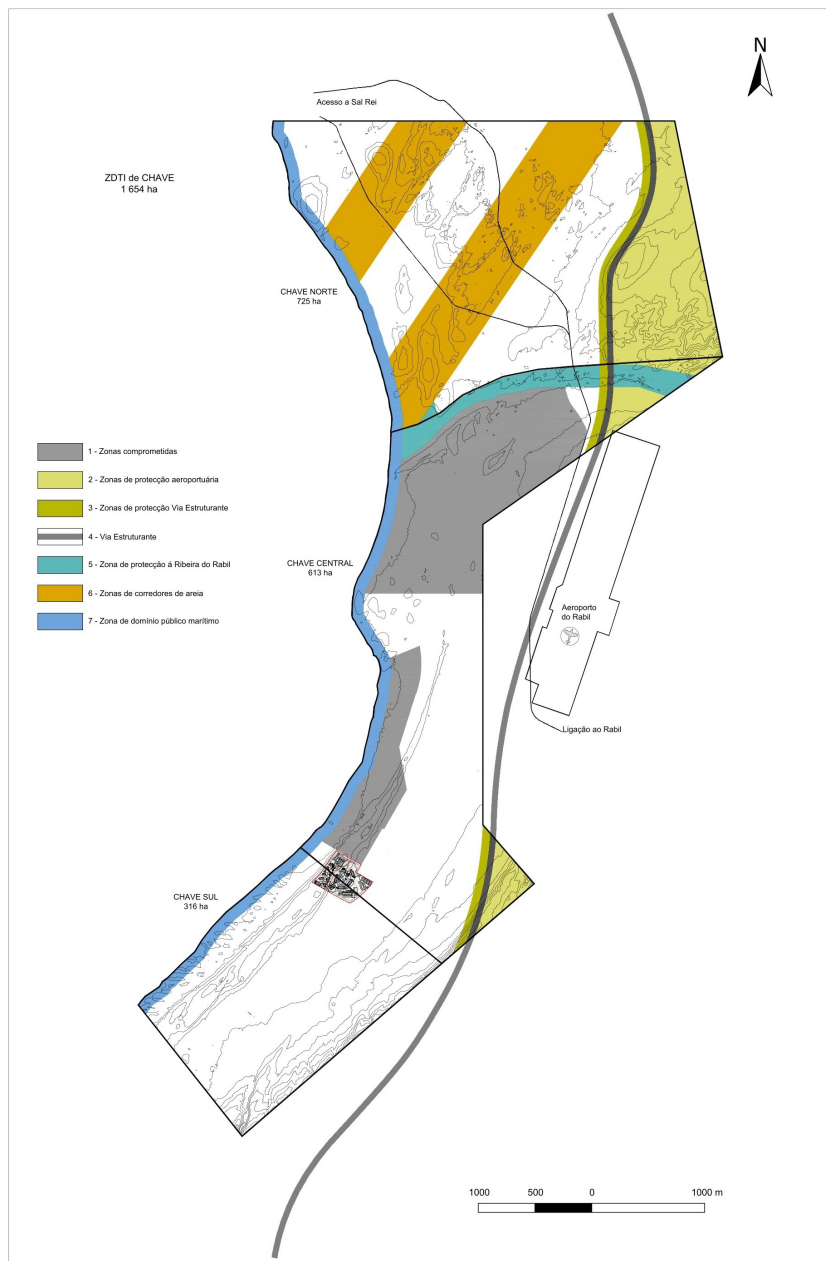 N
Acesso a Sal Rei
ZDTI de CHAVE
1 654 ha
CHAVE NORTE
725 ha
1 - Zonas comprometidas
2 - Zonas de protecção aeroportuária
3 - Zonas de protecção Via Estruturante
4 - Via Estruturante
5 - Zona de protecção á Ribeira do Rabil
6 - Zonas de corredores de areia
7 - Zona de domínio público marítimo
CHAVE CENTRAL
613 ha
Aeroporto
do Rabil
Ligação ao Rabil
CHAVE SUL
316 ha
1000 500 0 1000 m